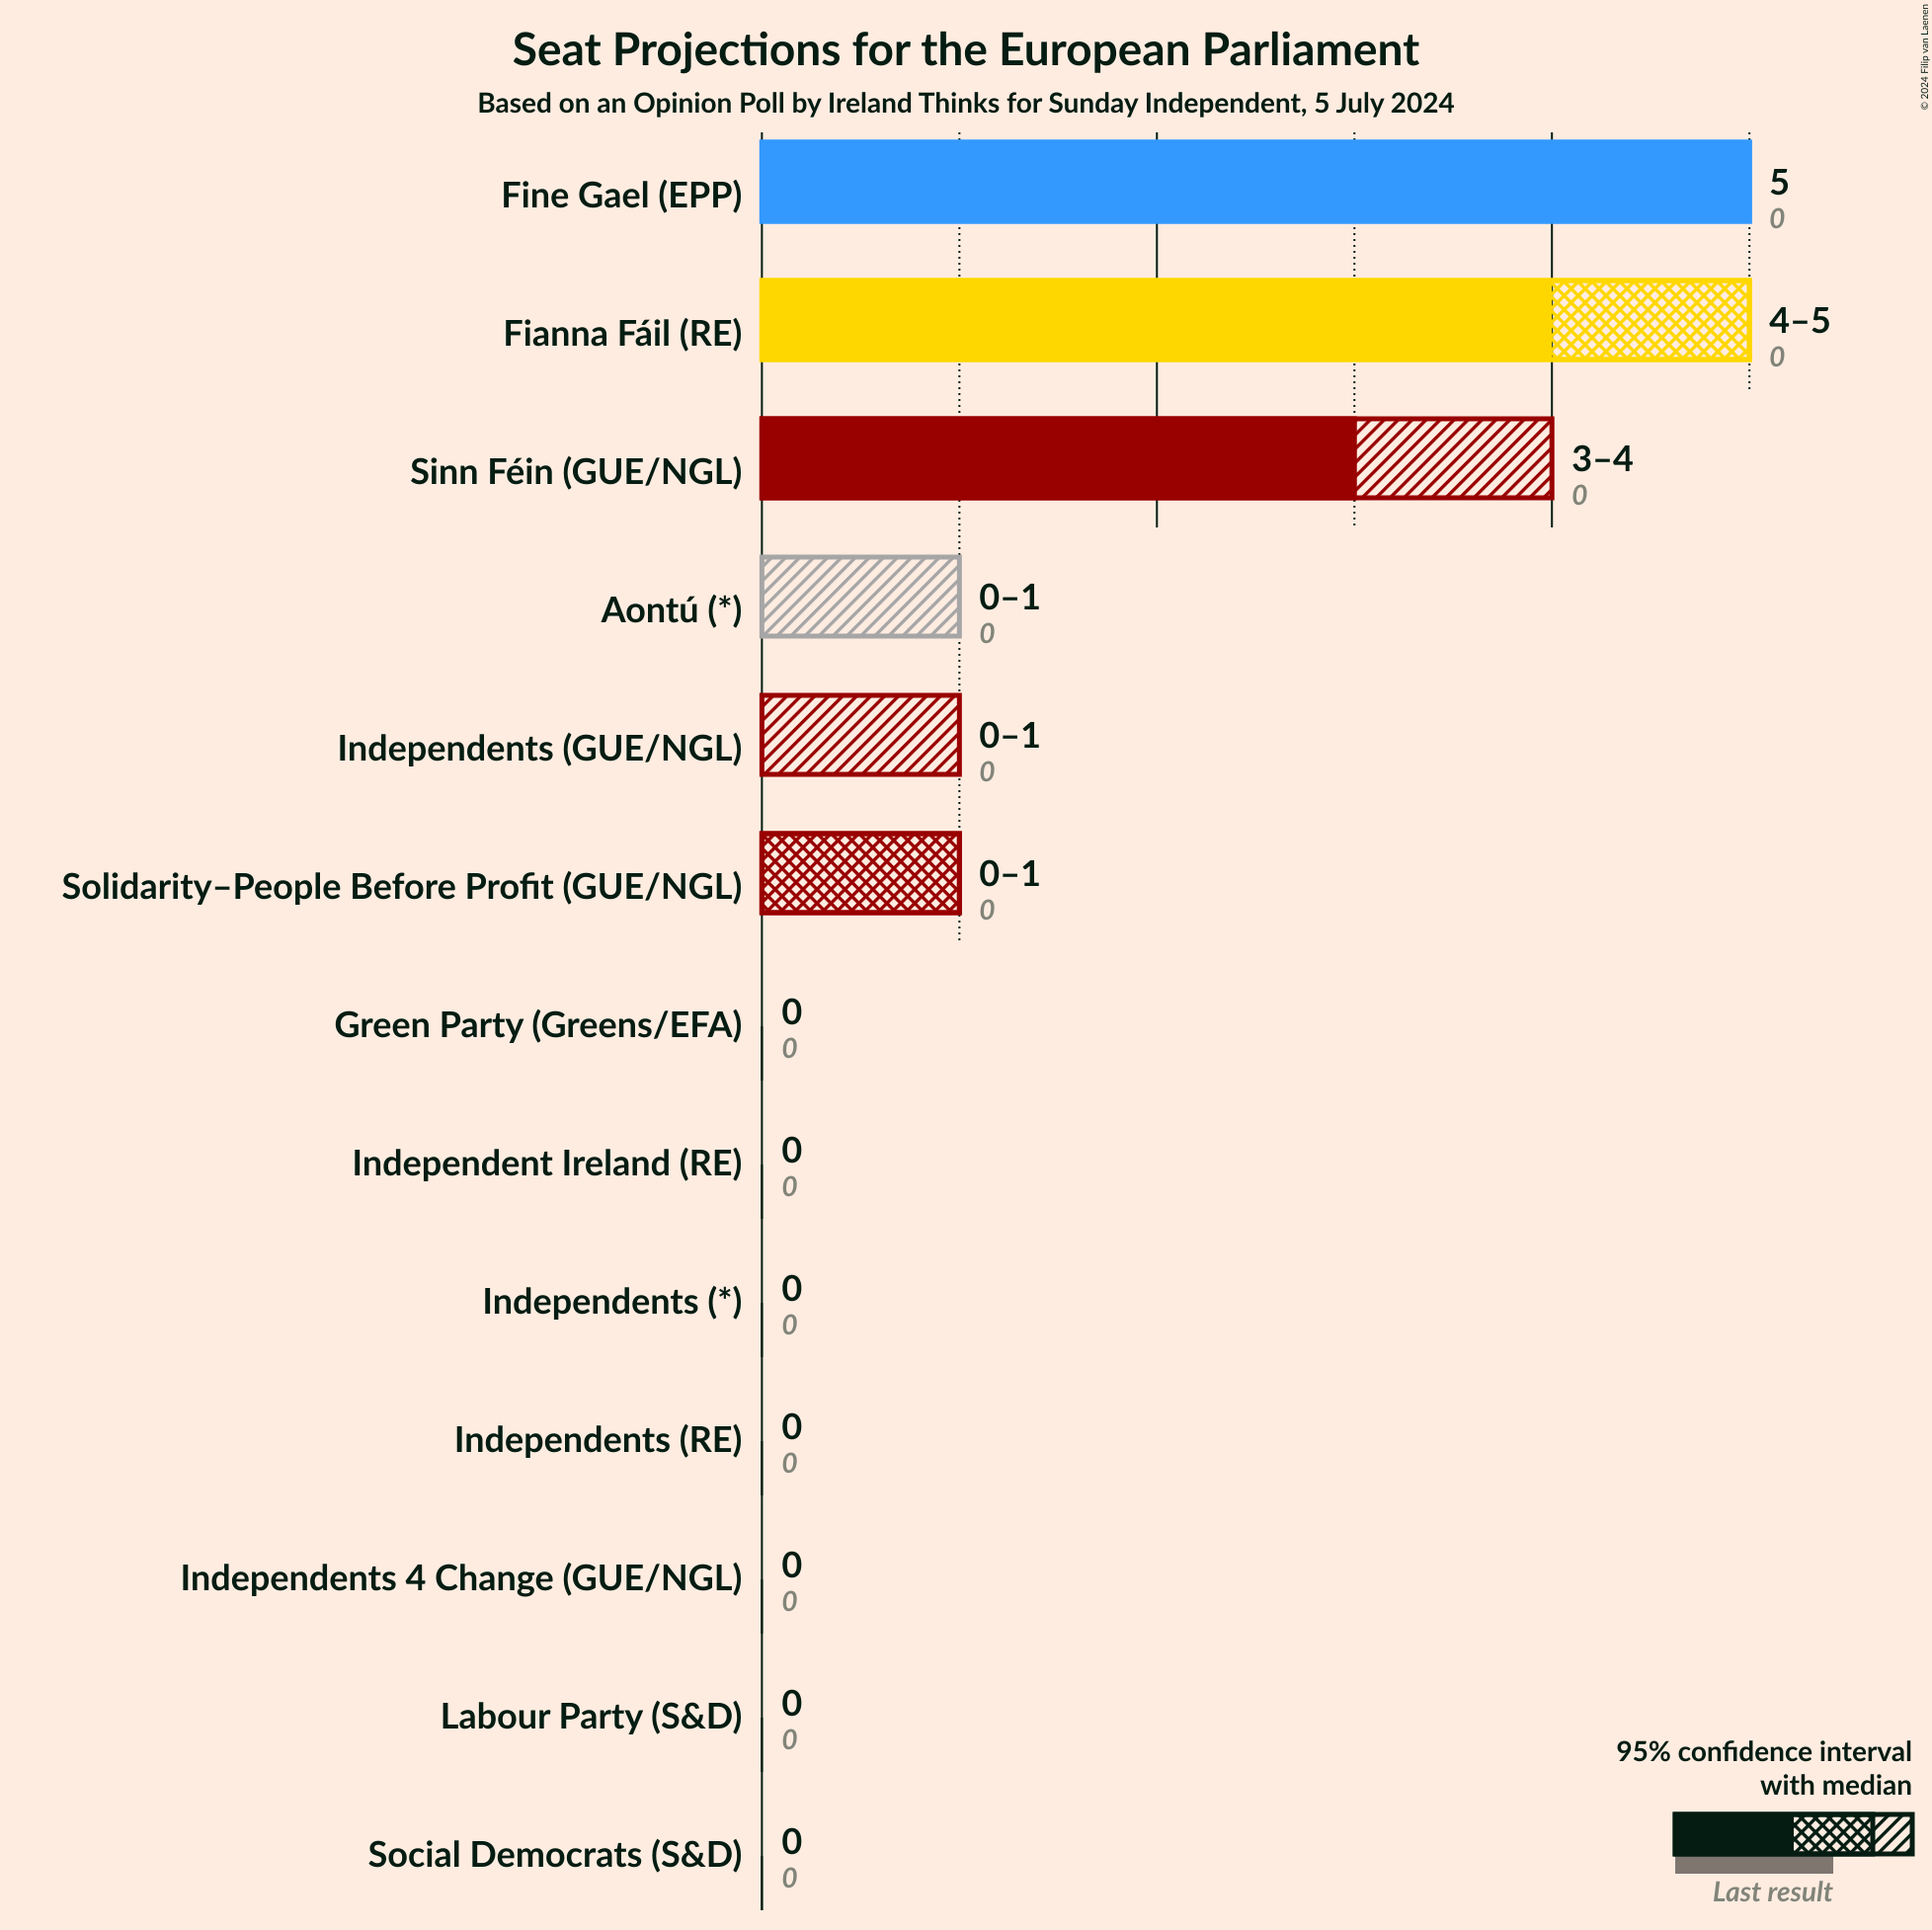 Seat Projections for the European Parliament
Based on an Opinion Poll by Ireland Thinks for Sunday Independent, 5 July 2024
© 2024 Filip van Laenen
Fine Gael (EPP)
5
0
Fianna Fáil (RE)
4–5
0
Sinn Féin (GUE/NGL)
3–4
0
Aontú (*)
0–1
0
Independents (GUE/NGL)
0–1
0
Solidarity–People Before Profit (GUE/NGL)
0–1
0
Green Party (Greens/EFA)
0
0
Independent Ireland (RE)
0
0
Independents (*)
0
0
Independents (RE)
0
0
Independents 4 Change (GUE/NGL)
0
0
Labour Party (S&D)
0
0
Social Democrats (S&D)
0
0
95% confidence interval
with median
Last result